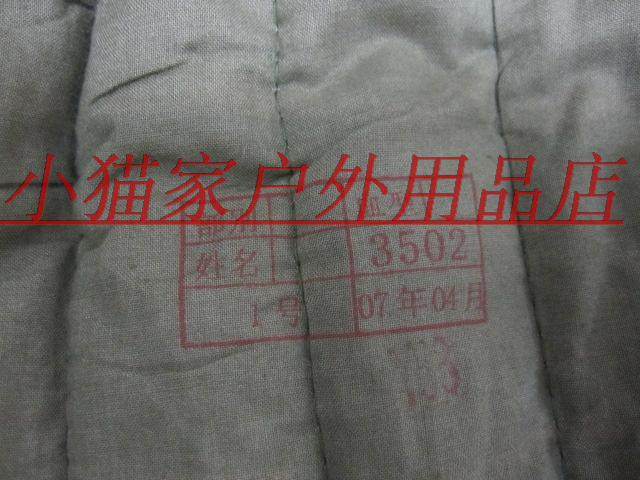 小猫家户外用品店
部别
3502
姓名
1号 07年04月